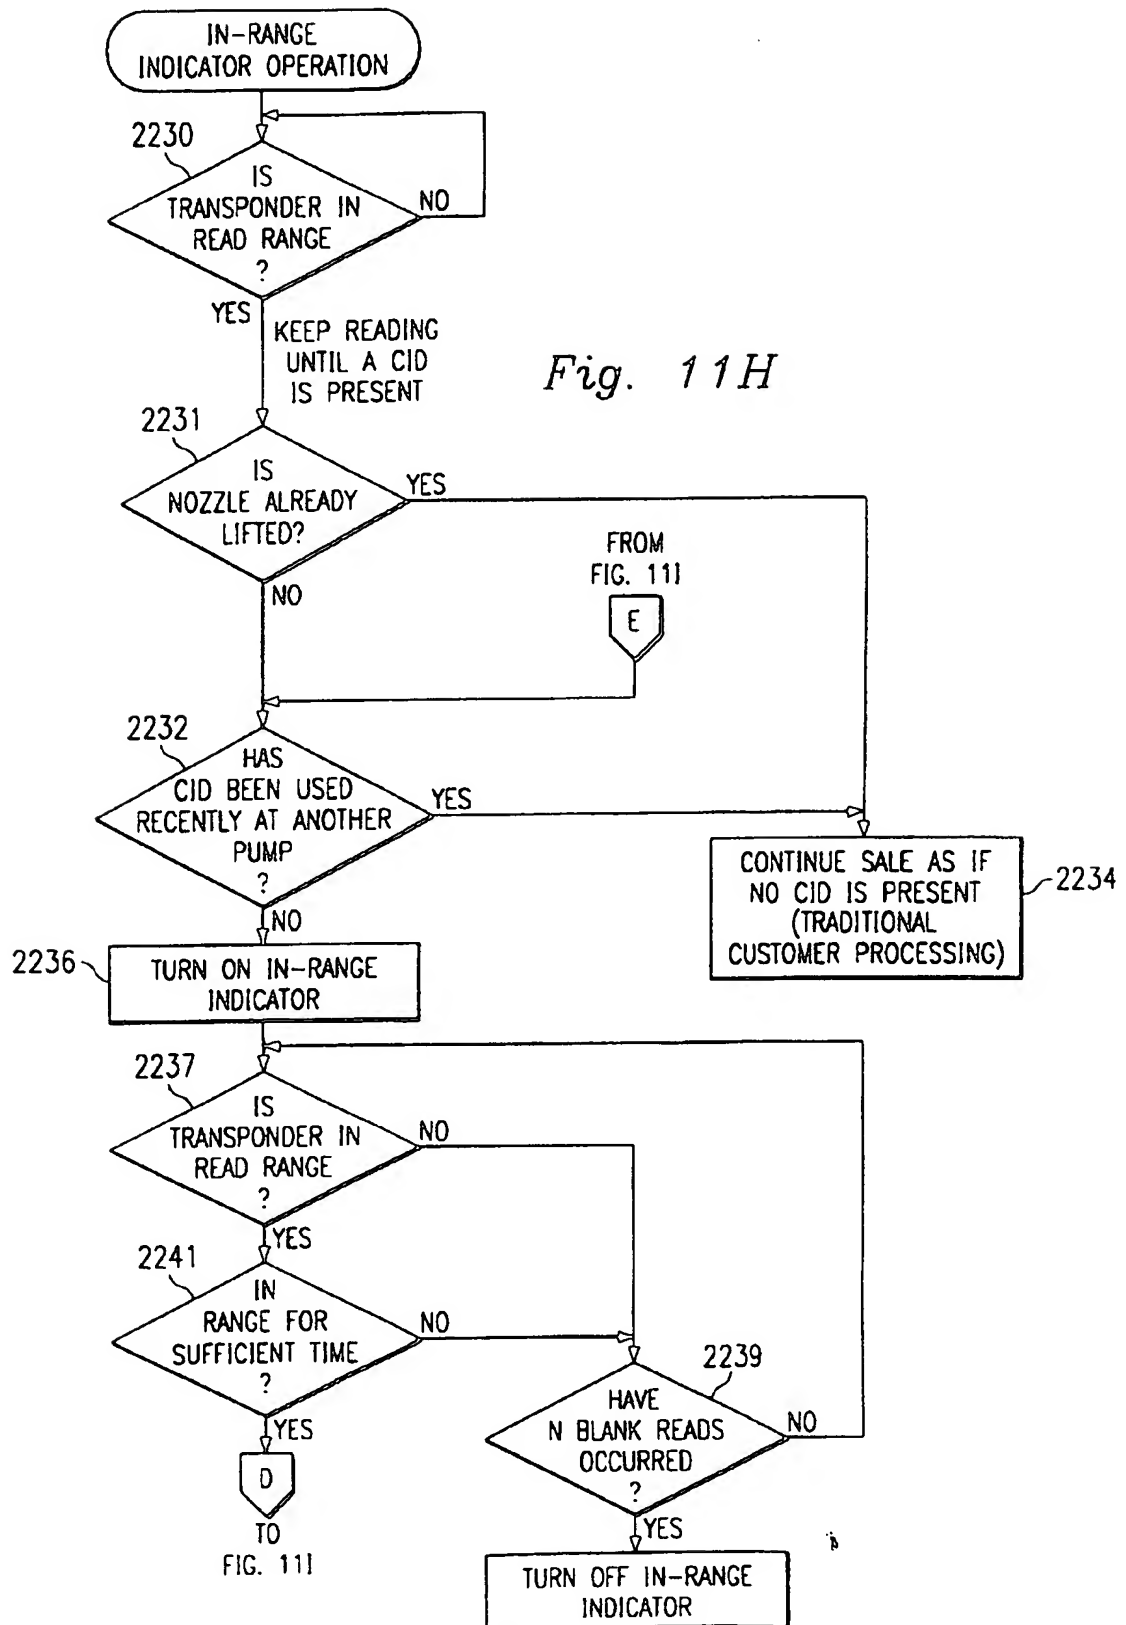 IN-RANGE
INDICATOR OPERATION
2230
IS
TRANSPONDER IN
READ RANGE
?
NO
YES
KEEP READING
UNTIL A CID
IS PRESENT
Fig. 11H
2231
IS
NOZZLE ALREADY
LIFTED?
YES
NO
FROM
FIG. 11I
E
2232
HAS
CID BEEN USED
RECENTLY AT ANOTHER
PUMP
?
YES
NO
CONTINUE SALE AS IF
NO CID IS PRESENT
(TRADITIONAL
CUSTOMER PROCESSING)
2234
2236
TURN ON IN-RANGE
INDICATOR
2237
IS
TRANSPONDER IN
READ RANGE
?
NO
YES
2241
IN
RANGE FOR
SUFFICIENT TIME
?
NO
YES
D
TO
FIG. 11I
2239
HAVE
N BLANK READS
OCCURRED
?
NO
YES
TURN OFF IN-RANGE
INDICATOR